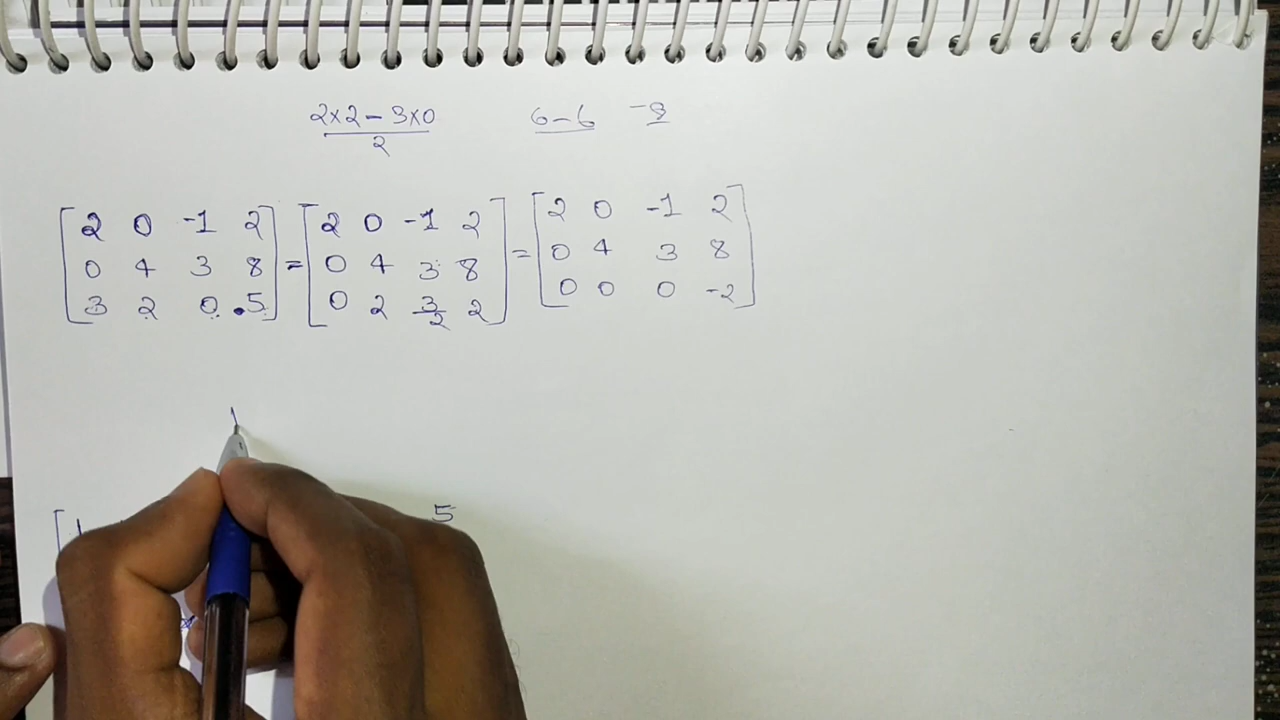 2×2-3×0 6-6 -8
2
[2 0 -1 2] = [2 0 -1 2] = [2 0 -1 2]
[0 4 3 8] [0 4 3 8] [0 4 3 8]
[3 2 0 .5] [0 2 3/2 2] [0 0 0 -2]
[1 5